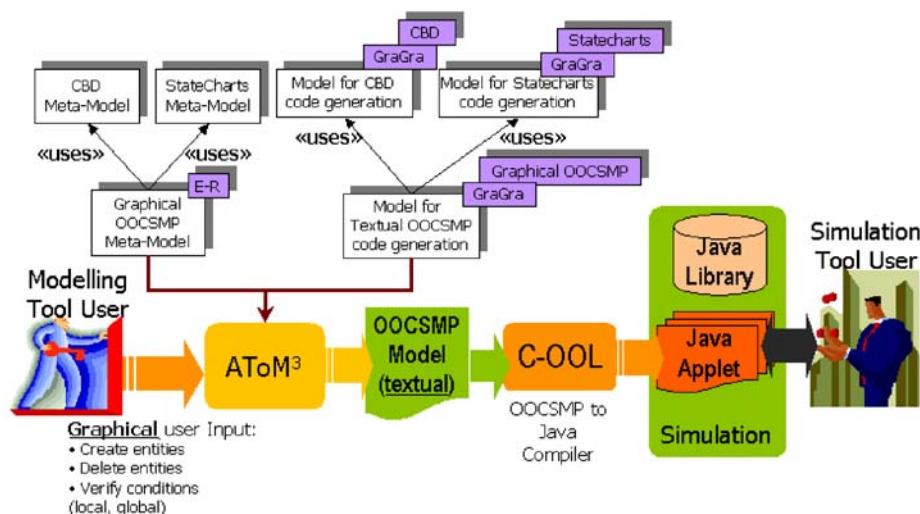 CBD
Meta-Model
StateCharts
Meta-Model
CBD
GraGra
Model for CBD
code generation
Statecharts
GraGra
Model for Statecharts
code generation
«uses»
«uses»
«uses»
«uses»
E-R
Graphical
OOCSMP
Meta-Model
Graphical OOCSMP
GraGra
Model for
Textual OOCSMP
code generation
Modelling
Tool User
AToM³
OOCSMP
Model
(textual)
C-OOL
OOCSMP to
Java
Compiler
Java
Library
Java
Applet
Simulation
Simulation
Tool User
Graphical user Input:
• Create entities
• Delete entities
• Verify conditions
(local, global)